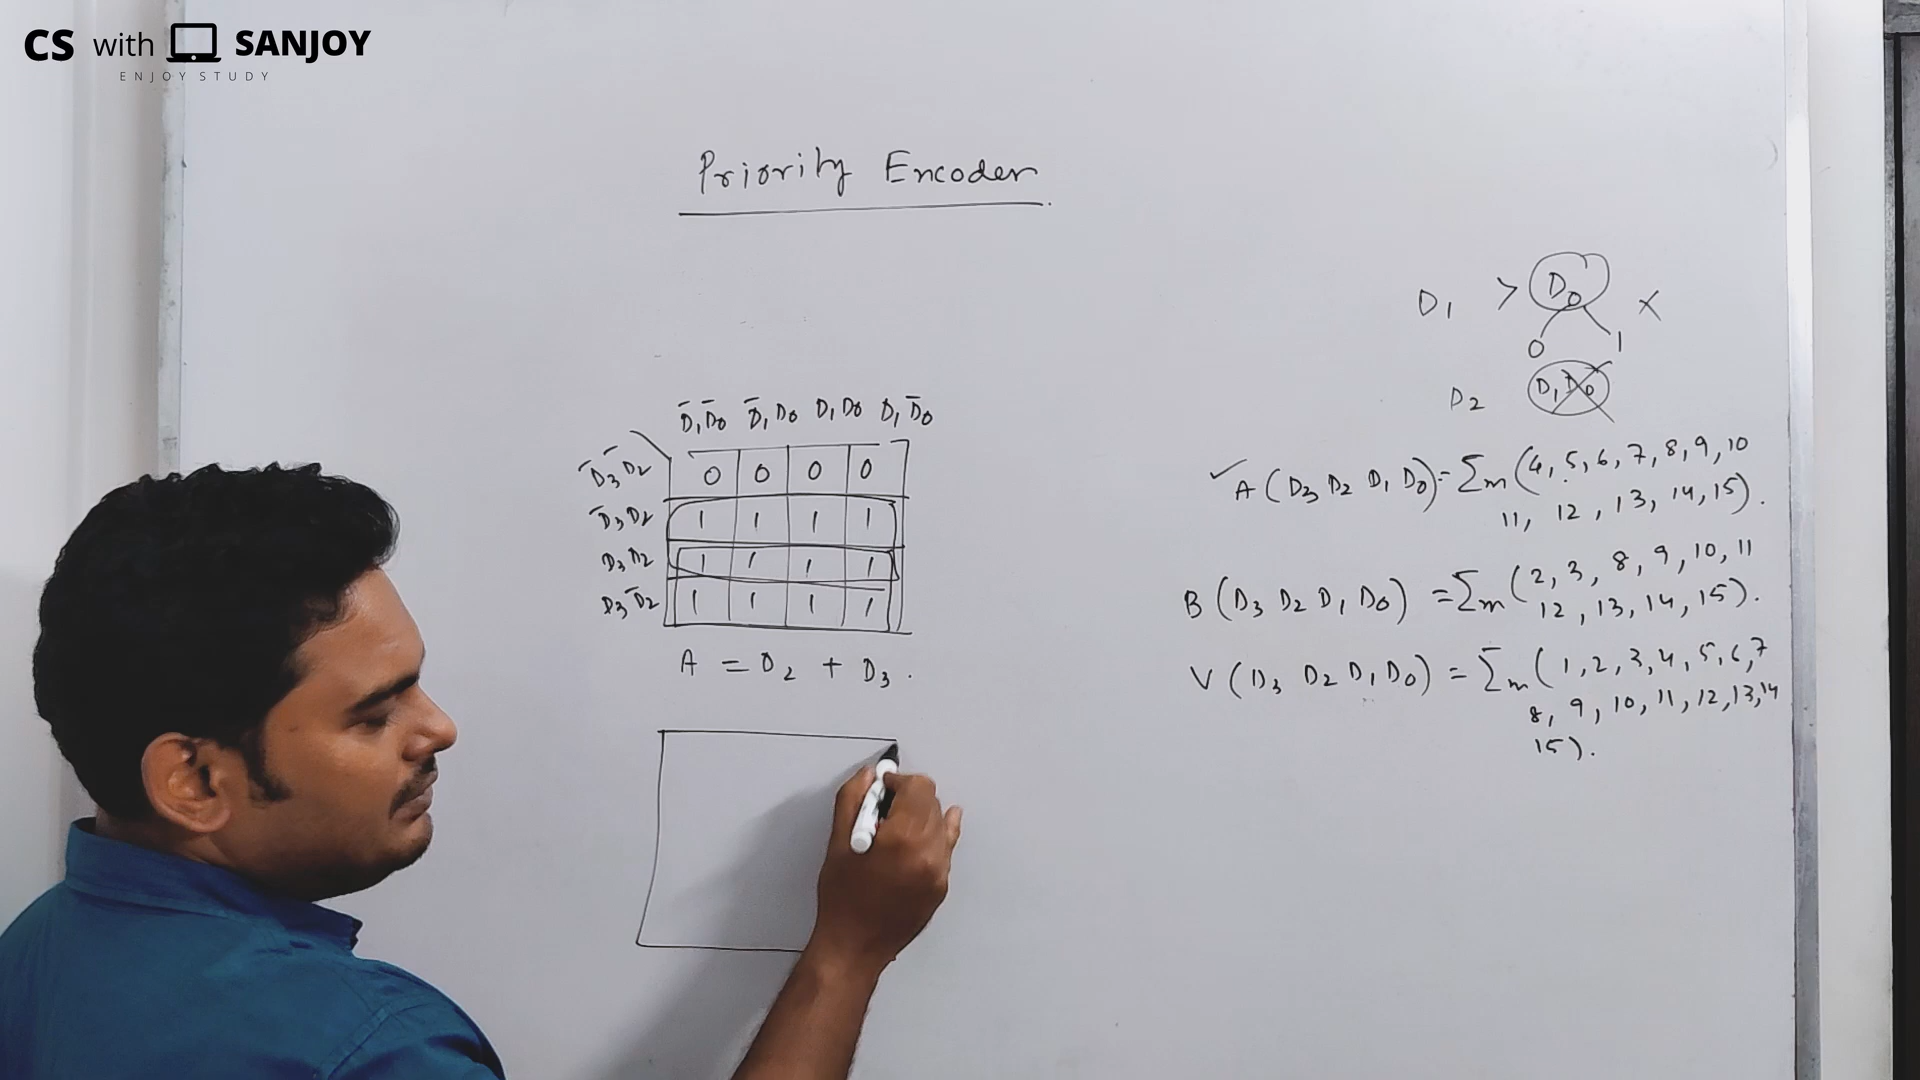 CS with SANJOY
ENJOY STUDY
Priority Encoder
D₁ > D₀ ×
0 1
D₂ D₁D₀
D̅₁D̅₀ D̅₁D₀ D₁D₀ D₁D̅₀
D̅₃D̅₂ 0 0 0 0
D̅₃D₂ 1 1 1 1
D₃D₂ 1 1 1 1
D₃D̅₂ 1 1 1 1
A = D₂ + D₃ .
✓A (D₃ D₂ D₁ D₀) = Σm (4, 5, 6, 7, 8, 9, 10
11, 12, 13, 14, 15).
B (D₃ D₂ D₁ D₀) = Σm (2, 3, 8, 9, 10, 11
12, 13, 14, 15).
V (D₃ D₂ D₁ D₀) = Σm (1, 2, 3, 4, 5, 6, 7
8, 9, 10, 11, 12, 13, 14
15).